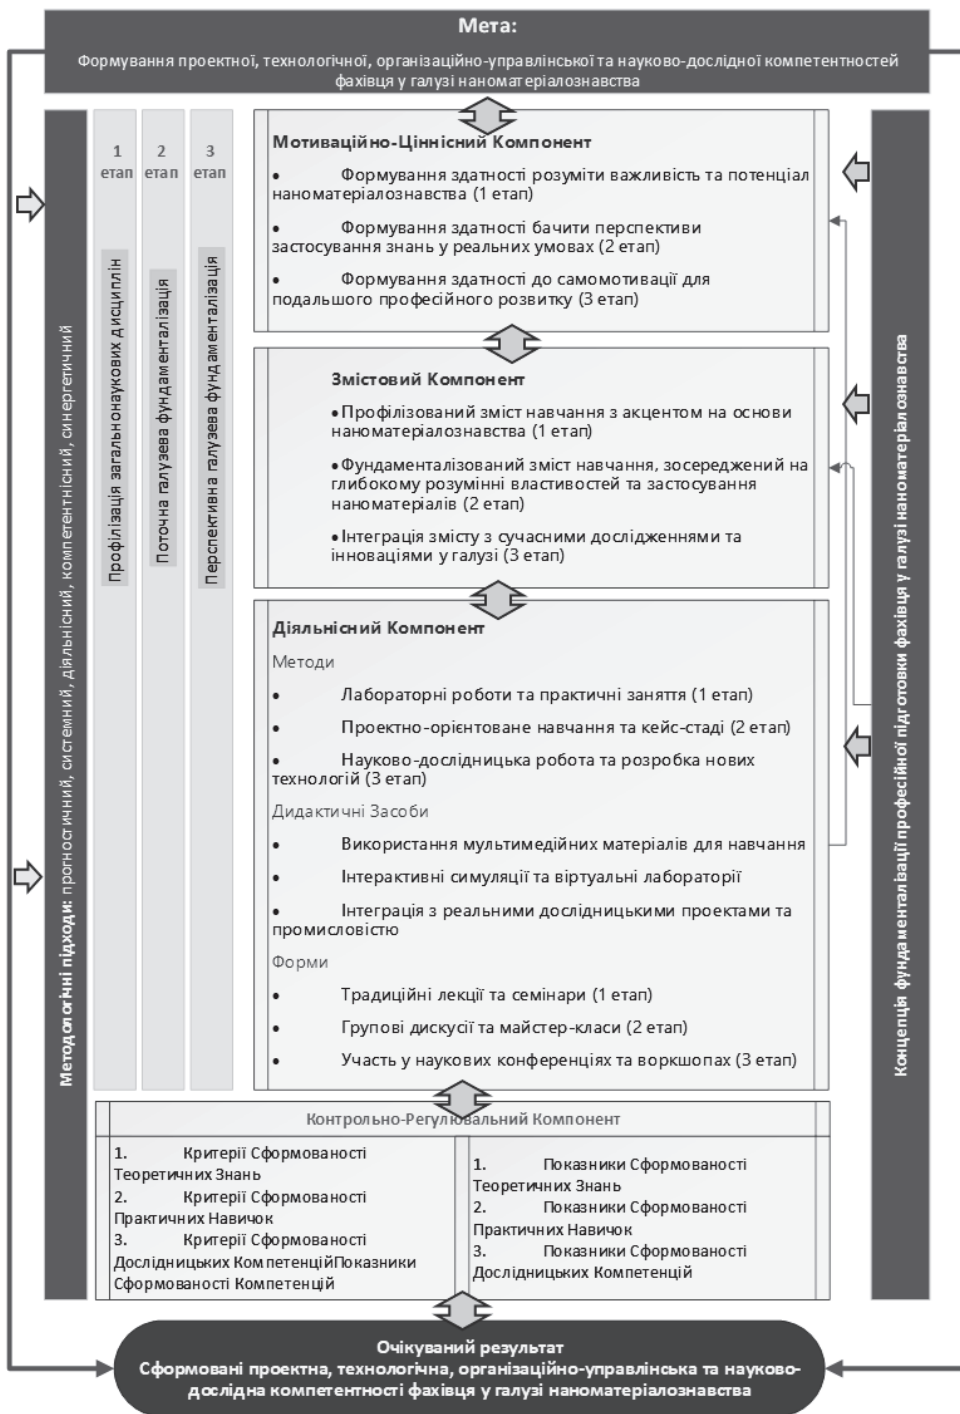 Мета:
Формування проектної, технологічної, організаційно-управлінської та науково-дослідної компетентностей
фахівця у галузі наноматеріалознавства
Методологічні підходи: прогностичний, системний, діяльнісний, компетентнісний, синергетичний
1
етап
Профілізація загальнонаукових дисциплін
2
етап
Поточна галузева фундаменталізація
3
етап
Перспективна галузева фундаменталізація
Мотиваційно-Ціннісний Компонент
• Формування здатності розуміти важливість та потенціал
наноматеріалознавства (1 етап)
• Формування здатності бачити перспективи
застосування знань у реальних умовах (2 етап)
• Формування здатності до самомотивації для
подальшого професійного розвитку (3 етап)
Змістовий Компонент
• Профілізований зміст навчання з акцентом на основи
наноматеріалознавства (1 етап)
• Фундаменталізований зміст навчання, зосереджений на
глибокому розумінні властивостей та застосування
наноматеріалів (2 етап)
• Інтеграція змісту з сучасними дослідженнями та
інноваціями у галузі (3 етап)
Діяльнісний Компонент
Методи
• Лабораторні роботи та практичні заняття (1 етап)
• Проектно-орієнтоване навчання та кейс-стаді (2 етап)
• Науково-дослідницька робота та розробка нових
технологій (3 етап)
Дидактичні Засоби
• Використання мультимедійних матеріалів для навчання
• Інтерактивні симуляції та віртуальні лабораторії
• Інтеграція з реальними дослідницькими проектами та
промисловістю
Форми
• Традиційні лекції та семінари (1 етап)
• Групові дискусії та майстер-класи (2 етап)
• Участь у наукових конференціях та воркшопах (3 етап)
Концепція фундаменталізації професійної підготовки фахівця у галузі наноматеріалознавства
Контрольно-Регулювальний Компонент
1. Критерії Сформованості
Теоретичних Знань
2. Критерії Сформованості
Практичних Навичок
3. Критерії Сформованості
Дослідницьких КомпетенційПоказники
Сформованості Компетенцій
1. Показники Сформованості
Теоретичних Знань
2. Показники Сформованості
Практичних Навичок
3. Показники Сформованості
Дослідницьких Компетенцій
Очікуваний результат
Сформовані проектна, технологічна, організаційно-управлінська та науково-
дослідна компетентності фахівця у галузі наноматеріалознавства